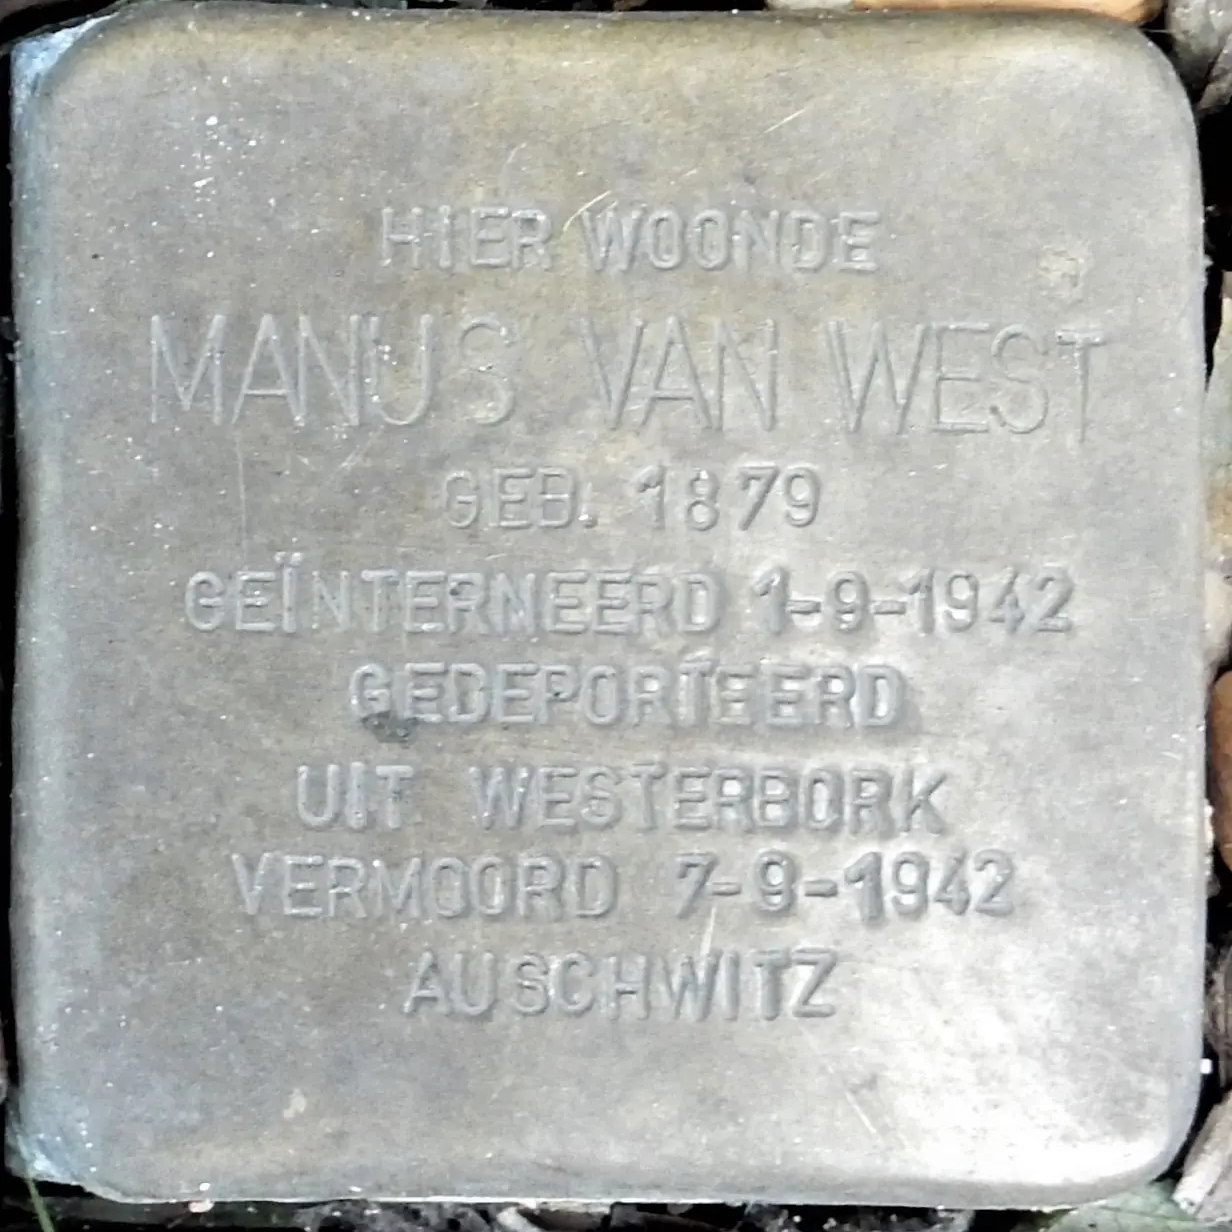 HIER WOONDE
MANUS VAN WEST
GEB. 1879
GEÏNTERNEERD 1-9-1942
GEDEPORTEERD
UIT WESTERBORK
VERMOORD 7-9-1942
AUSCHWITZ